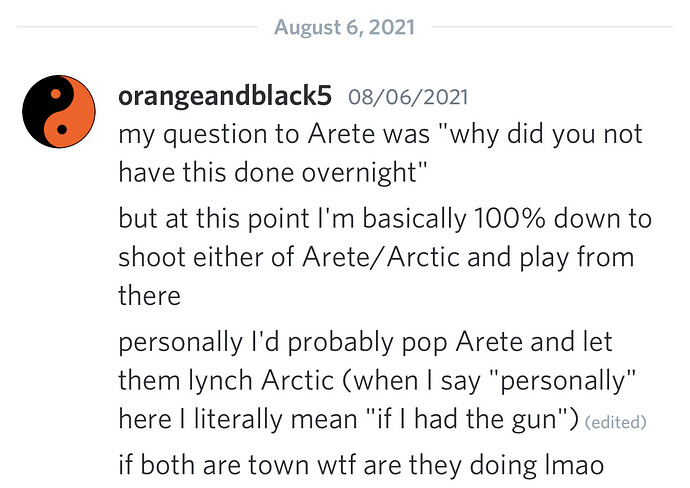 August 6, 2021
orangeandblack5 08/06/2021
my question to Arete was "why did you not
have this done overnight"
but at this point I'm basically 100% down to
shoot either of Arete/Arctic and play from
there
personally I'd probably pop Arete and let
them lynch Arctic (when I say "personally"
here I literally mean "if I had the gun") (edited)
if both are town wtf are they doing lmao